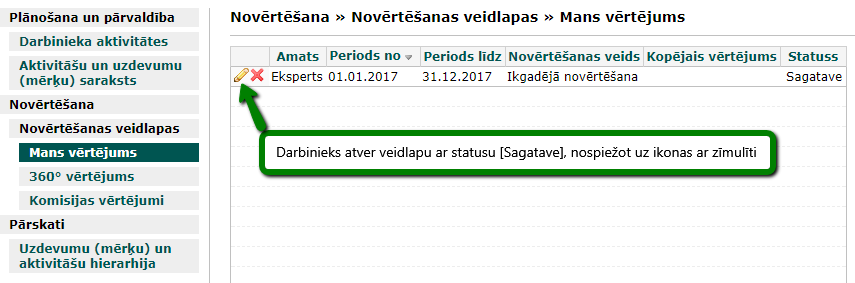 Plānošana un pārvaldība
Darbinieka aktivitātes
Aktivitāšu un uzdevumu
(mērķu) saraksts
Novērtēšana
Novērtēšanas veidlapas
Mans vērtējums
360° vērtējums
Komisijas vērtējumi
Pārskati
Uzdevumu (mērķu) un
aktivitāšu hierarhija
Novērtēšana » Novērtēšanas veidlapas » Mans vērtējums
Amats Periods no Periods līdz Novērtēšanas veids Kopējais vērtējums Statuss
Eksperts 01.01.2017 31.12.2017 Ikgadējā novērtēšana Sagatave
Darbinieks atver veidlapu ar statusu [Sagatave], nospiežot uz ikonas ar zīmulīti